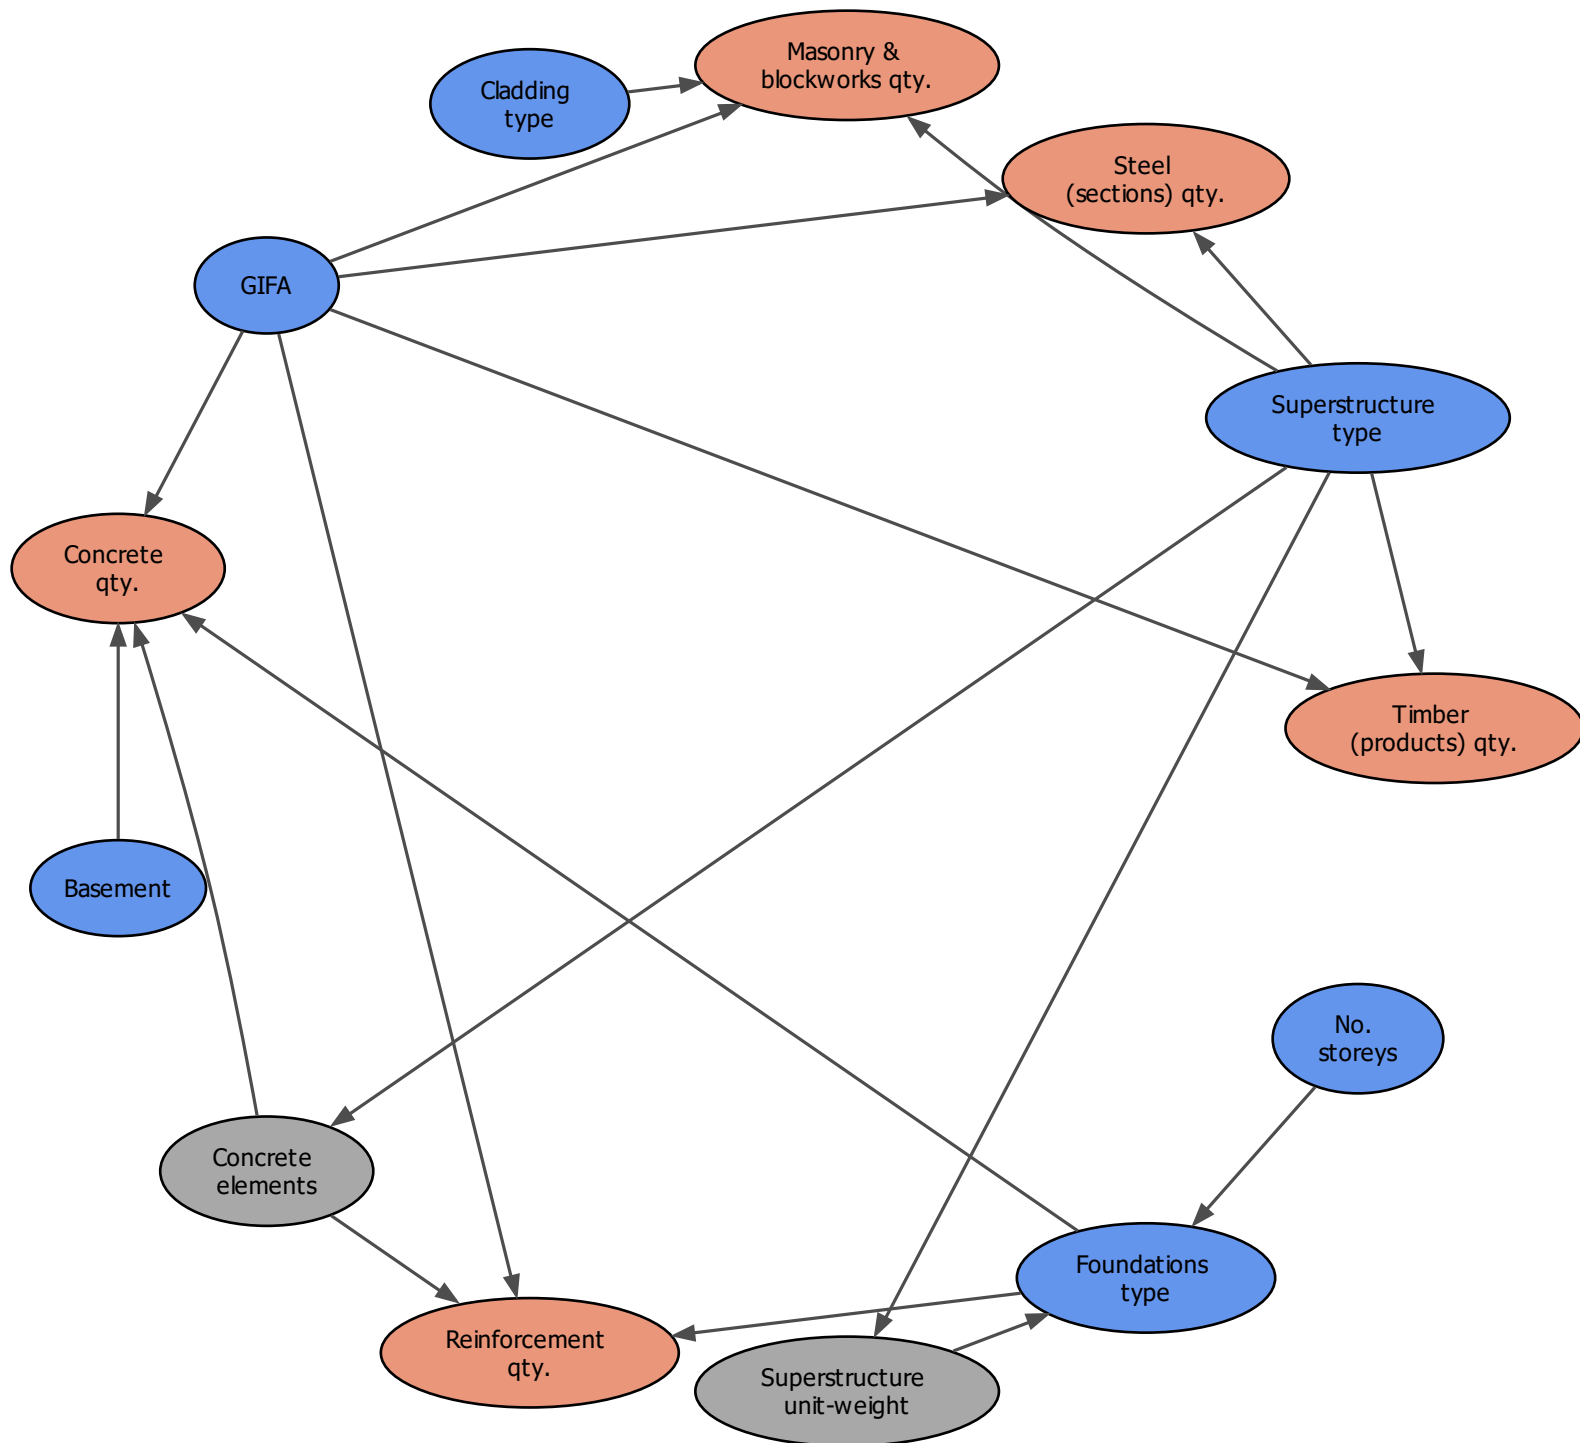 Masonry &
blockworks qty.
Cladding
type
Steel
(sections) qty.
GIFA
Superstructure
type
Concrete
qty.
Timber
(products) qty.
Basement
No.
storeys
Concrete
elements
Foundations
type
Reinforcement
qty.
Superstructure
unit-weight